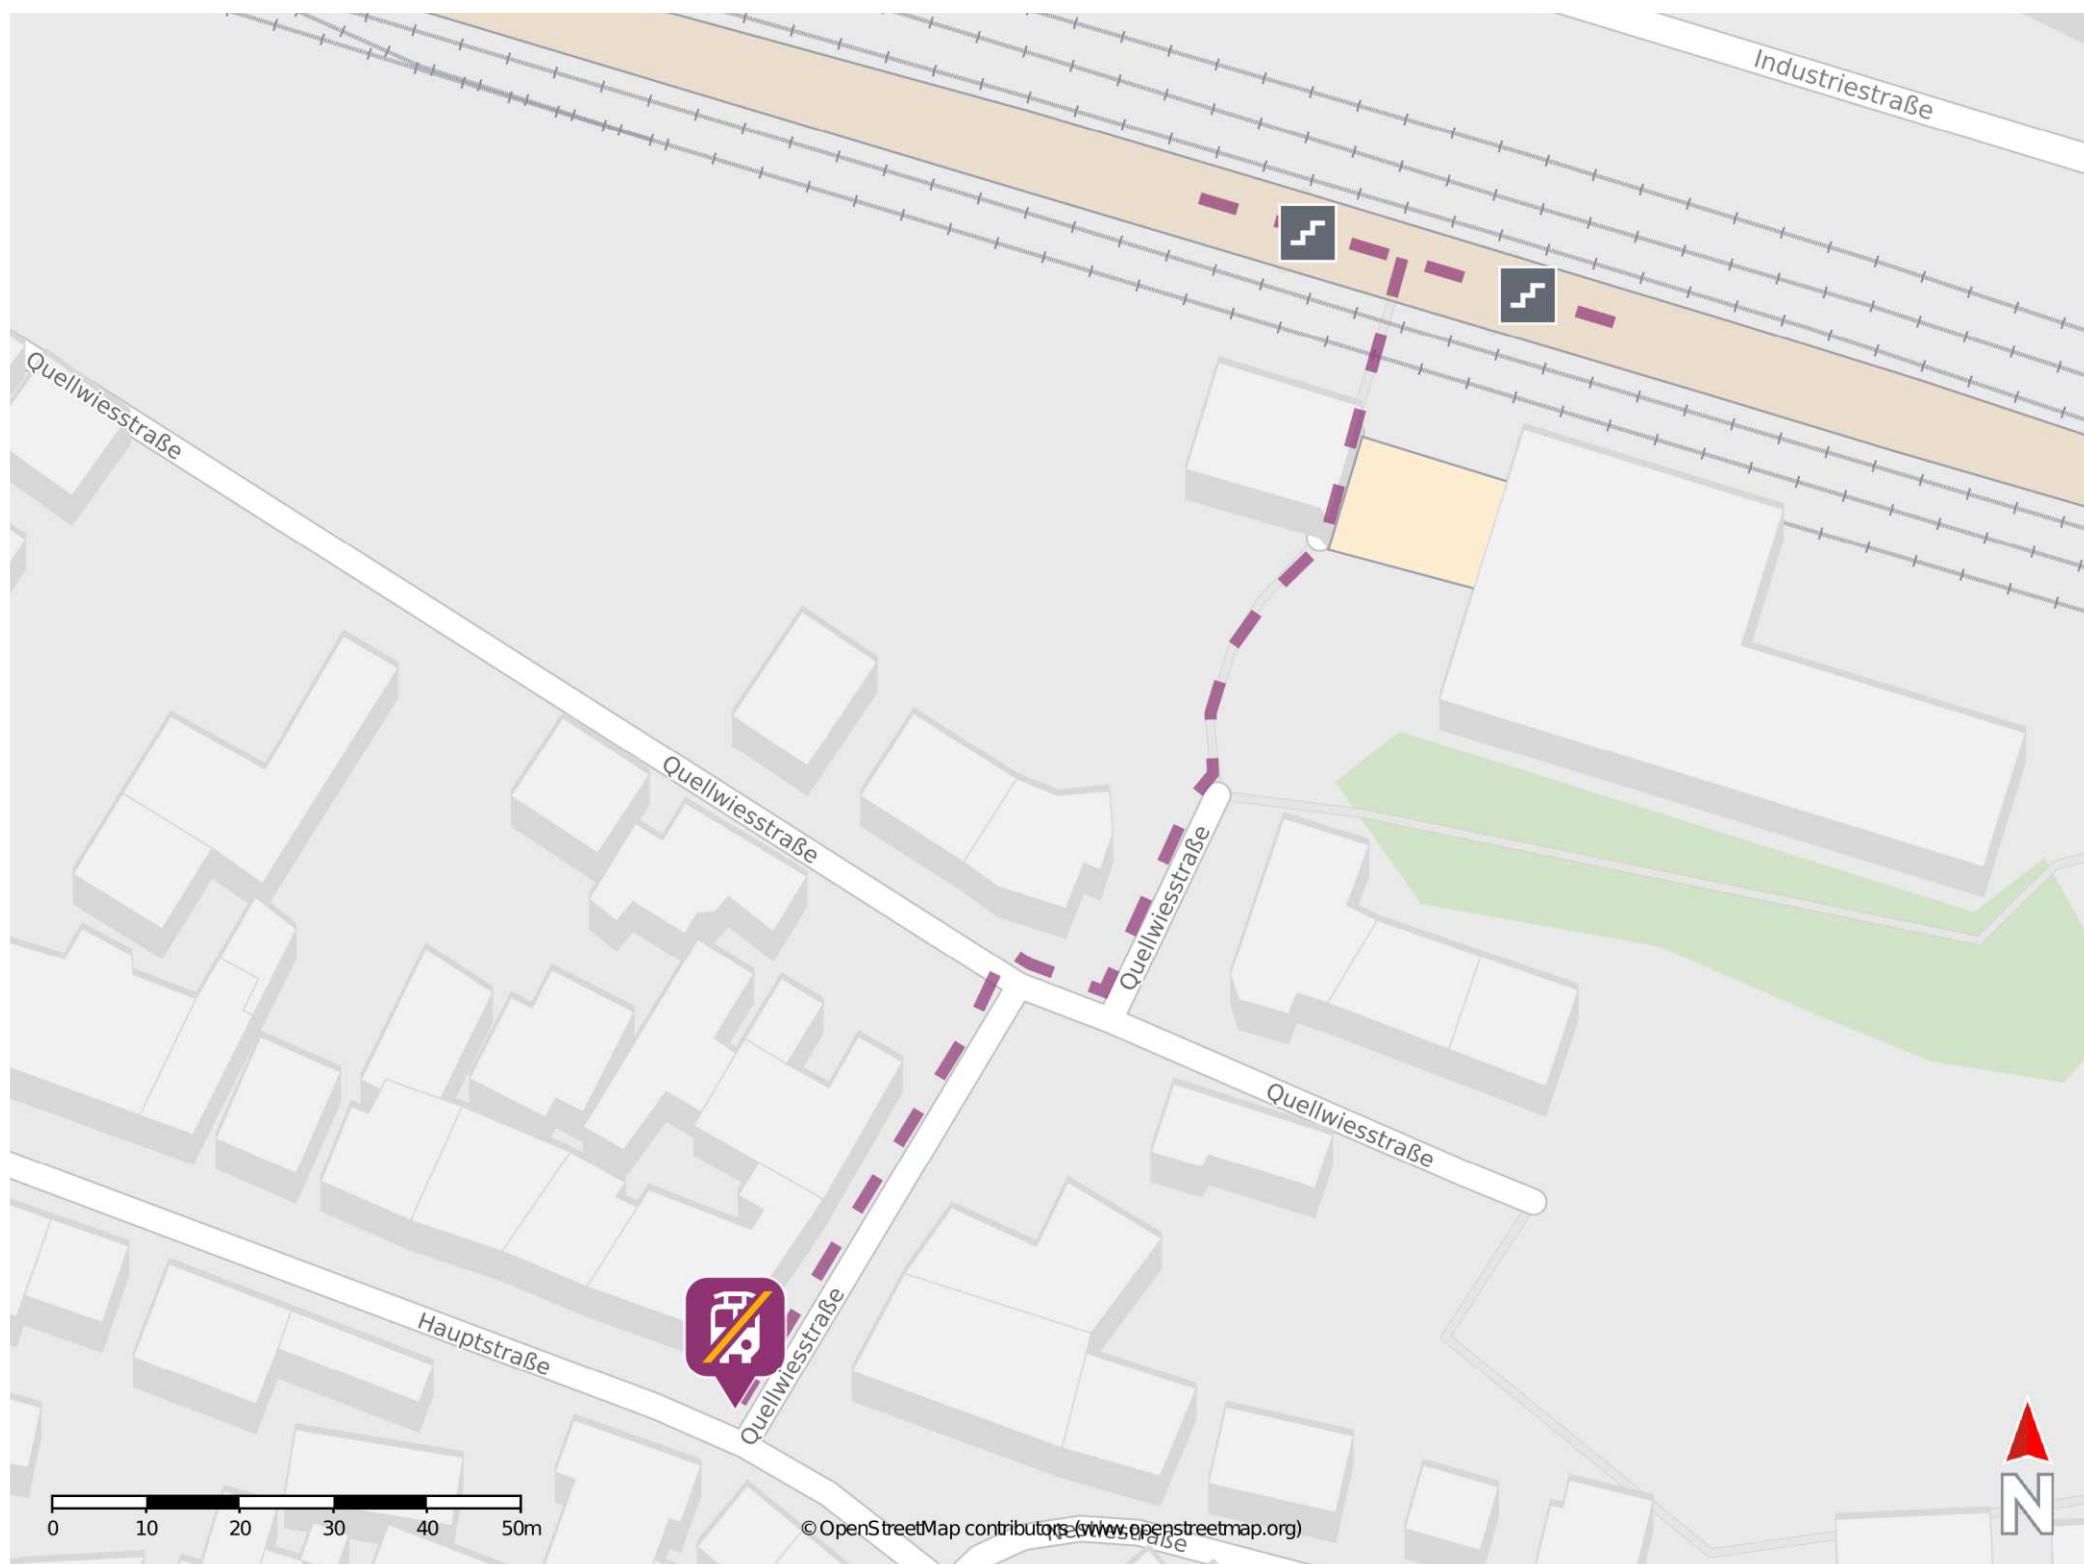 Industriestraße
Quellwiesstraße
Quellwiesstraße
Quellwiesstraße
Quellwiesstraße
Hauptstraße
Quellwiesstraße
N
0 10 20 30 40 50m
© OpenStreetMap contributors (www.openstreetmap.org)